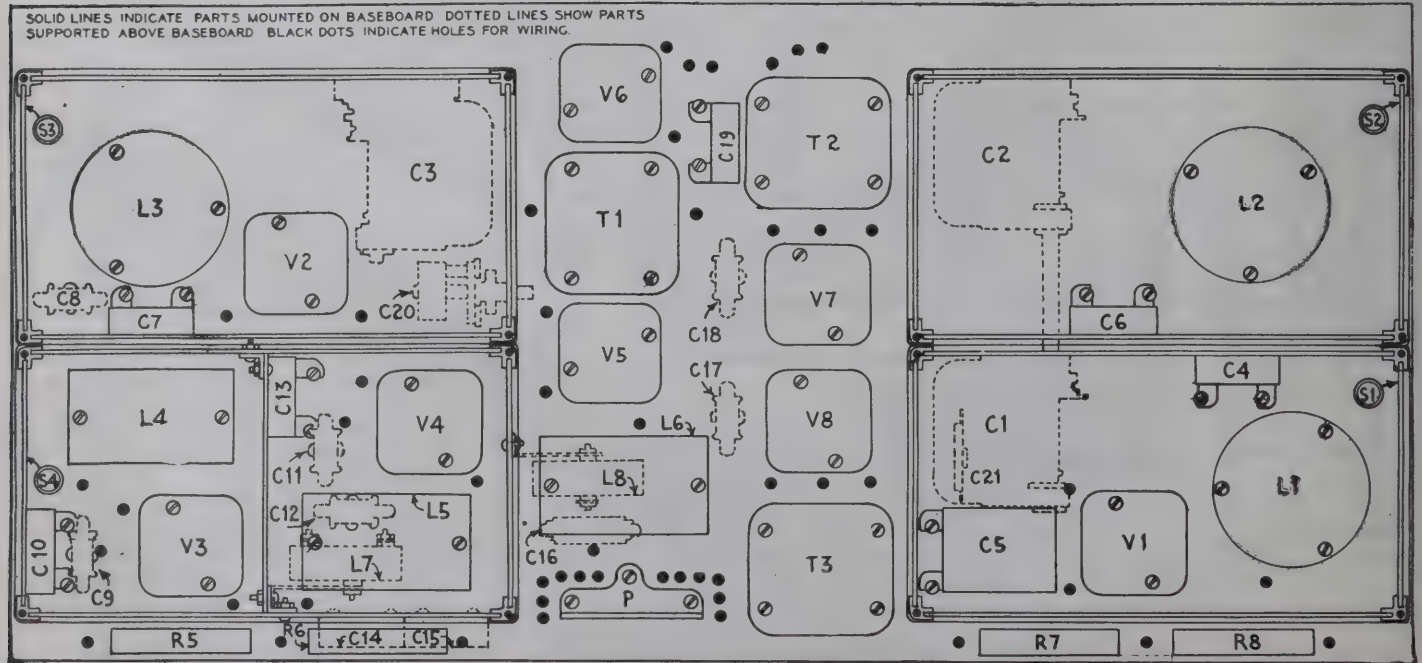 SOLID LINES INDICATE PARTS MOUNTED ON BASEBOARD DOTTED LINES SHOW PARTS
SUPPORTED ABOVE BASEBOARD BLACK DOTS INDICATE HOLES FOR WIRING.
V6
C19
T2
S3
S2
C3
C2
L3
L2
T1
V2
C8
C7
C20
C18
V7
C6
V5
C17
C4
C13
S1
L4
V4
L6
V8
C1
C11
S4
L8
C21
L1
C12
L5
C10
V3
C16
C5
V1
L7
T3
C9
P
R5
R6
C14
C15
R7
R8